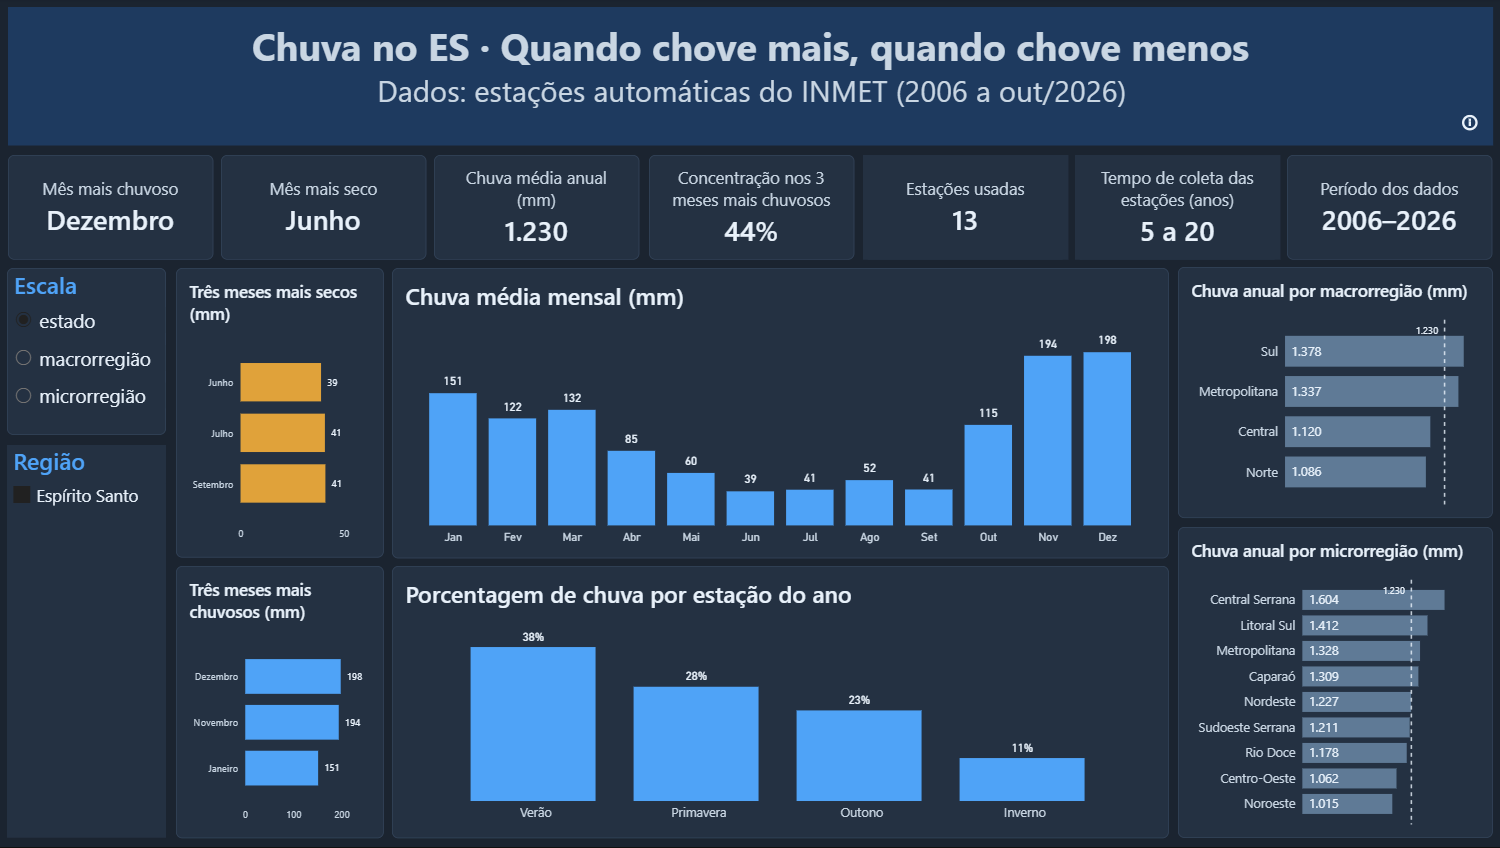 Chuva no ES · Quando chove mais, quando chove menos
Dados: estações automáticas do INMET (2006 a out/2026)
Mês mais chuvoso
Dezembro
Mês mais seco
Junho
Chuva média anual
(mm)
1.230
Concentração nos 3
meses mais chuvosos
44%
Estações usadas
13
Tempo de coleta das
estações (anos)
5 a 20
Período dos dados
2006–2026
Escala
estado
macrorregião
microrregião
Região
Espírito Santo
Três meses mais secos
(mm)
Junho 39
Julho 41
Setembro 41
0 50
Três meses mais
chuvosos (mm)
Dezembro 198
Novembro 194
Janeiro 151
0 100 200
Chuva média mensal (mm)
151 122 132 85 60 39 41 52 41 115 194 198
Jan Fev Mar Abr Mai Jun Jul Ago Set Out Nov Dez
Porcentagem de chuva por estação do ano
38% 28% 23% 11%
Verão Primavera Outono Inverno
Chuva anual por macrorregião (mm)
1.230
Sul 1.378
Metropolitana 1.337
Central 1.120
Norte 1.086
Chuva anual por microrregião (mm)
1.230
Central Serrana 1.604
Litoral Sul 1.412
Metropolitana 1.328
Caparaó 1.309
Nordeste 1.227
Sudoeste Serrana 1.211
Rio Doce 1.178
Centro-Oeste 1.062
Noroeste 1.015